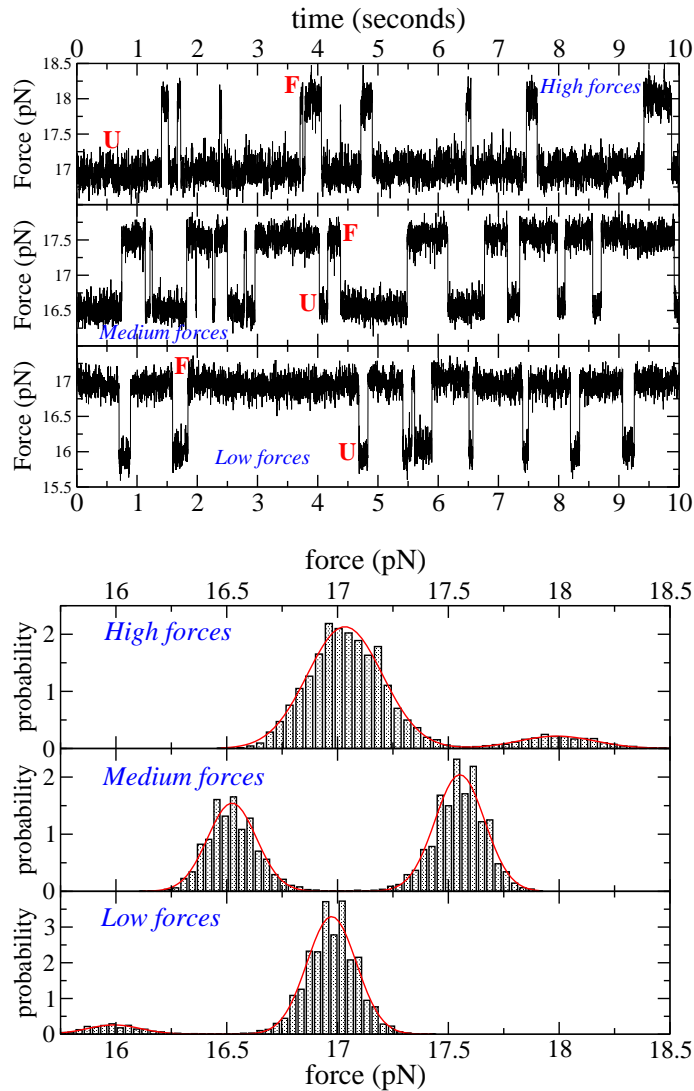 time (seconds)
0 1 2 3 4 5 6 7 8 9 10
Force (pN)
18.5
18
17.5
17
U
F
High forces
Force (pN)
17.5
17
16.5
F
U
Medium forces
Force (pN)
17
16
15.5
F
U
Low forces
0 1 2 3 4 5 6 7 8 9 10
force (pN)
16 16.5 17 17.5 18 18.5
probability
2
1
0
High forces
probability
2
1
0
Medium forces
probability
3
2
1
0
Low forces
16 16.5 17 17.5 18 18.5
force (pN)